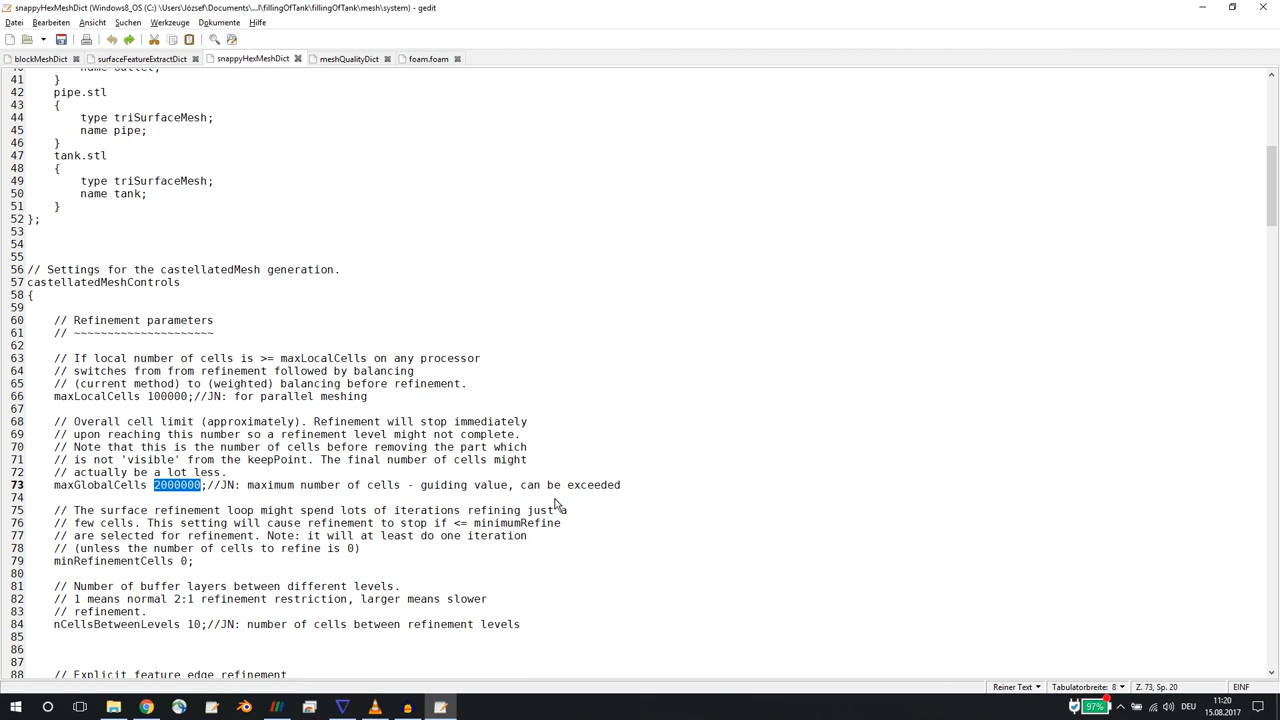 snappyHexMeshDict (Windows8_OS (C:) \Users\József\Documents\...l\fillingOfTank\fillingOfTank\mesh\system) - gedit
Datei Bearbeiten Ansicht Suchen Werkzeuge Dokumente Hilfe
blockMeshDict surfaceFeatureExtractDict snappyHexMeshDict meshQualityDict foam.foam
41 }
42 pipe.stl
43 {
44 type triSurfaceMesh;
45 name pipe;
46 }
47 tank.stl
48 {
49 type triSurfaceMesh;
50 name tank;
51 }
52 };
53
54
55
56 // Settings for the castellatedMesh generation.
57 castellatedMeshControls
58 {
59
60 // Refinement parameters
61 // ~~~~~~~~~~~~~~~~~~~~~
62
63 // If local number of cells is >= maxLocalCells on any processor
64 // switches from from refinement followed by balancing
65 // (current method) to (weighted) balancing before refinement.
66 maxLocalCells 100000;//JN: for parallel meshing
67
68 // Overall cell limit (approximately). Refinement will stop immediately
69 // upon reaching this number so a refinement level might not complete.
70 // Note that this is the number of cells before removing the part which
71 // is not 'visible' from the keepPoint. The final number of cells might
72 // actually be a lot less.
73 maxGlobalCells 2000000;//JN: maximum number of cells - guiding value, can be exceeded
74
75 // The surface refinement loop might spend lots of iterations refining just a
76 // few cells. This setting will cause refinement to stop if <= minimumRefine
77 // are selected for refinement. Note: it will at least do one iteration
78 // (unless the number of cells to refine is 0)
79 minRefinementCells 0;
80
81 // Number of buffer layers between different levels.
82 // 1 means normal 2:1 refinement restriction, larger means slower
83 // refinement.
84 nCellsBetweenLevels 10;//JN: number of cells between refinement levels
85
86
87
88 // Explicit feature edge refinement
Reiner Text Tabulatorbreite: 8 Z. 73, Sp. 20 EINF
97% DEU 11:20
15.08.2017